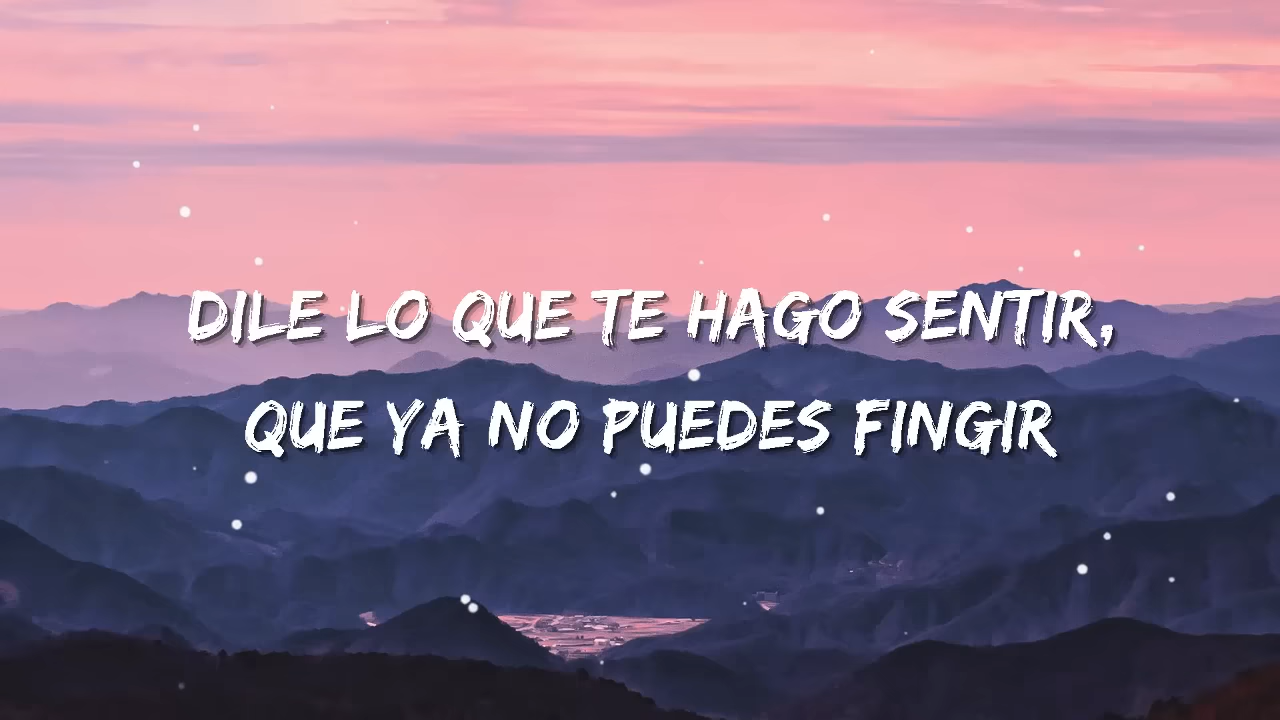 DILE LO QUE TE HAGO SENTIR,
QUE YA NO PUEDES FINGIR